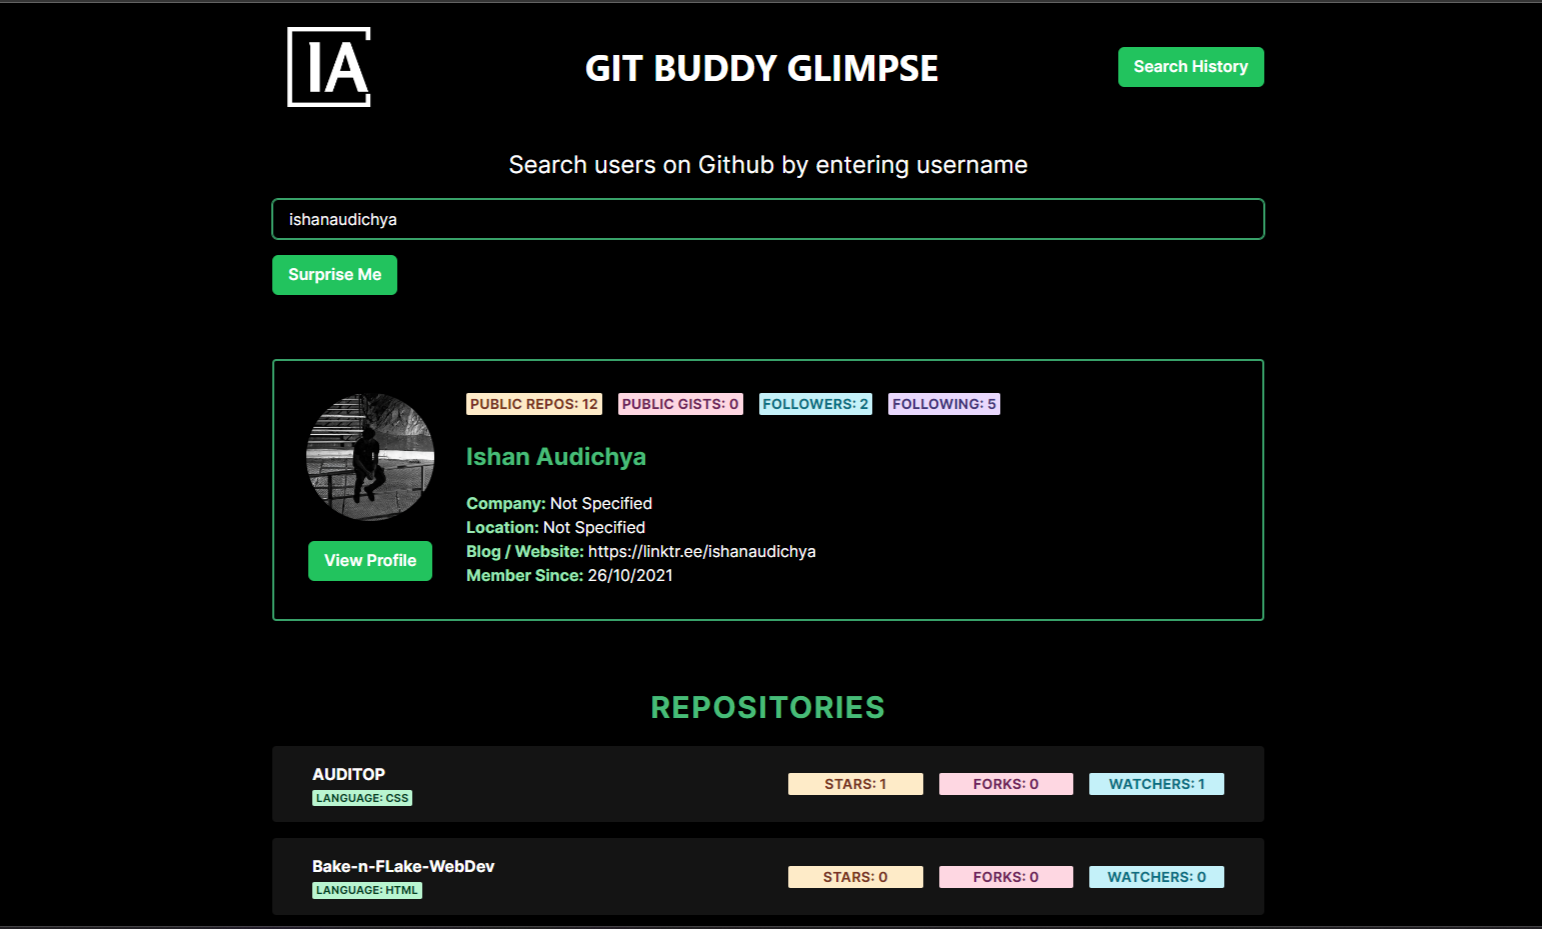 IA
GIT BUDDY GLIMPSE
Search History
Search users on Github by entering username
ishanaudichya
Surprise Me
PUBLIC REPOS: 12 PUBLIC GISTS: 0 FOLLOWERS: 2 FOLLOWING: 5
Ishan Audichya
Company: Not Specified
Location: Not Specified
Blog / Website: https://linktr.ee/ishanaudichya
Member Since: 26/10/2021
View Profile
REPOSITORIES
AUDITOP
LANGUAGE: CSS
STARS: 1 FORKS: 0 WATCHERS: 1
Bake-n-FLake-WebDev
LANGUAGE: HTML
STARS: 0 FORKS: 0 WATCHERS: 0